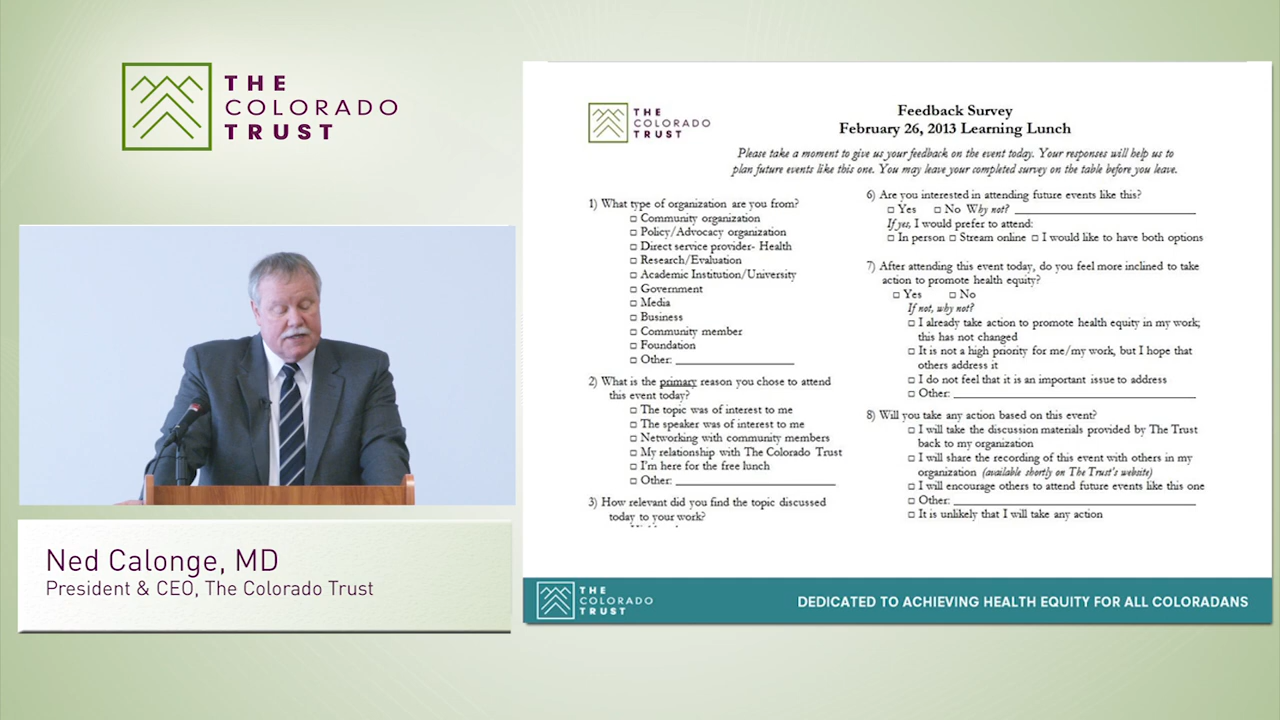 THE
COLORADO
TRUST
Ned Calonge, MD
President & CEO, The Colorado Trust
THE
COLORADO
TRUST
Feedback Survey
February 26, 2013 Learning Lunch
Please take a moment to give us your feedback on the event today. Your responses will help us to
plan future events like this one. You may leave your completed survey on the table before you leave.
1) What type of organization are you from?
□ Community organization
□ Policy/Advocacy organization
□ Direct service provider- Health
□ Research/Evaluation
□ Academic Institution/University
□ Government
□ Media
□ Business
□ Community member
□ Foundation
□ Other: ____________________
2) What is the primary reason you chose to attend
this event today?
□ The topic was of interest to me
□ The speaker was of interest to me
□ Networking with community members
□ My relationship with The Colorado Trust
□ I'm here for the free lunch
□ Other: ____________________
3) How relevant did you find the topic discussed
today to your work?
6) Are you interested in attending future events like this?
□ Yes □ No Why not? ____________________
If yes, I would prefer to attend:
□ In person □ Stream online □ I would like to have both options
7) After attending this event today, do you feel more inclined to take
action to promote health equity?
□ Yes □ No
If not, why not?
□ I already take action to promote health equity in my work;
this has not changed
□ It is not a high priority for me/my work, but I hope that
others address it
□ I do not feel that it is an important issue to address
□ Other: ____________________
8) Will you take any action based on this event?
□ I will take the discussion materials provided by The Trust
back to my organization
□ I will share the recording of this event with others in my
organization (available shortly on The Trust's website)
□ I will encourage others to attend future events like this one
□ Other: ____________________
□ It is unlikely that I will take any action
THE
COLORADO
TRUST
DEDICATED TO ACHIEVING HEALTH EQUITY FOR ALL COLORADANS